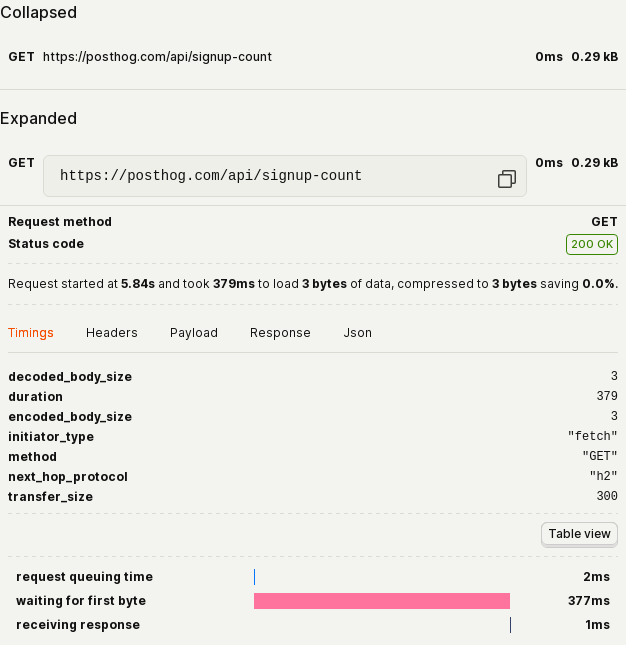 Collapsed
GET https://posthog.com/api/signup-count 0ms 0.29 kB
Expanded
GET https://posthog.com/api/signup-count 0ms 0.29 kB
Request method GET
Status code 200 OK
Request started at 5.84s and took 379ms to load 3 bytes of data, compressed to 3 bytes saving 0.0%.
Timings Headers Payload Response Json
decoded_body_size 3
duration 379
encoded_body_size 3
initiator_type "fetch"
method "GET"
next_hop_protocol "h2"
transfer_size 300
Table view
request queuing time 2ms
waiting for first byte 377ms
receiving response 1ms